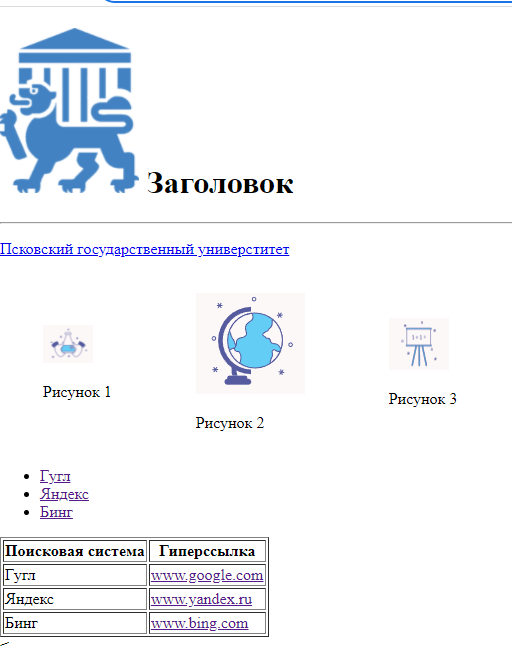 Заголовок
Псковский государственный университет
Рисунок 1
Рисунок 2
Рисунок 3
Гугл
Яндекс
Бинг
Поисковая система Гиперссылка
Гугл www.google.com
Яндекс www.yandex.ru
Бинг www.bing.com
<